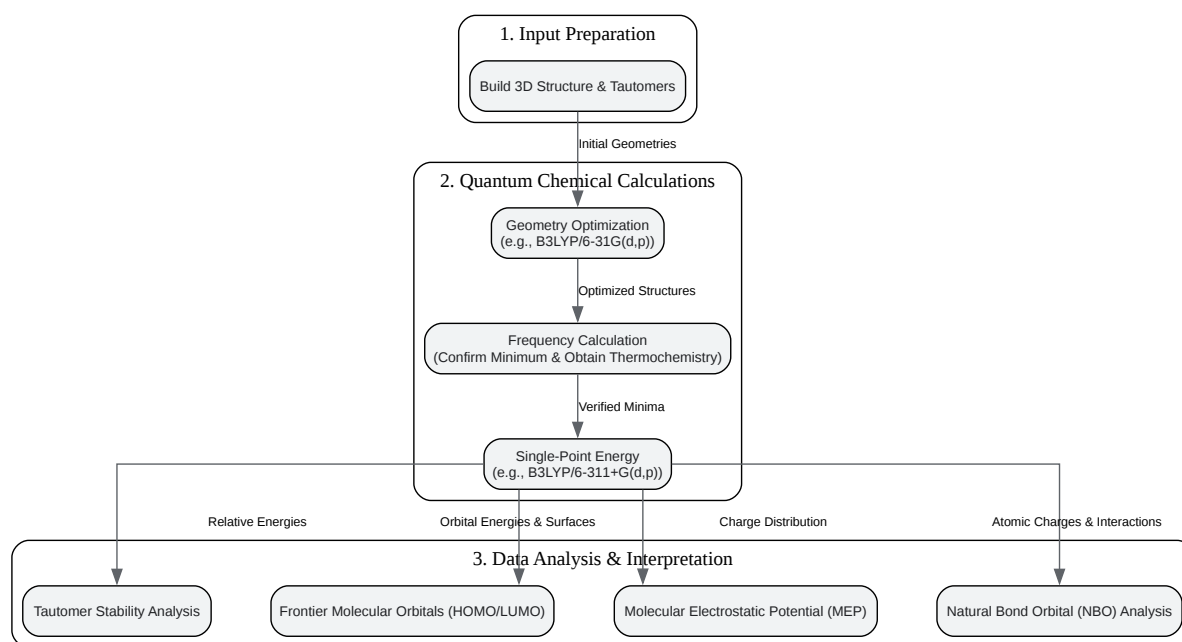 1. Input Preparation
Build 3D Structure & Tautomers
Initial Geometries
2. Quantum Chemical Calculations
Geometry Optimization
(e.g., B3LYP/6-31G(d,p))
Optimized Structures
Frequency Calculation
(Confirm Minimum & Obtain Thermochemistry)
Verified Minima
Single-Point Energy
(e.g., B3LYP/6-311+G(d,p))
Relative Energies
Orbital Energies & Surfaces
Charge Distribution
Atomic Charges & Interactions
3. Data Analysis & Interpretation
Tautomer Stability Analysis
Frontier Molecular Orbitals (HOMO/LUMO)
Molecular Electrostatic Potential (MEP)
Natural Bond Orbital (NBO) Analysis